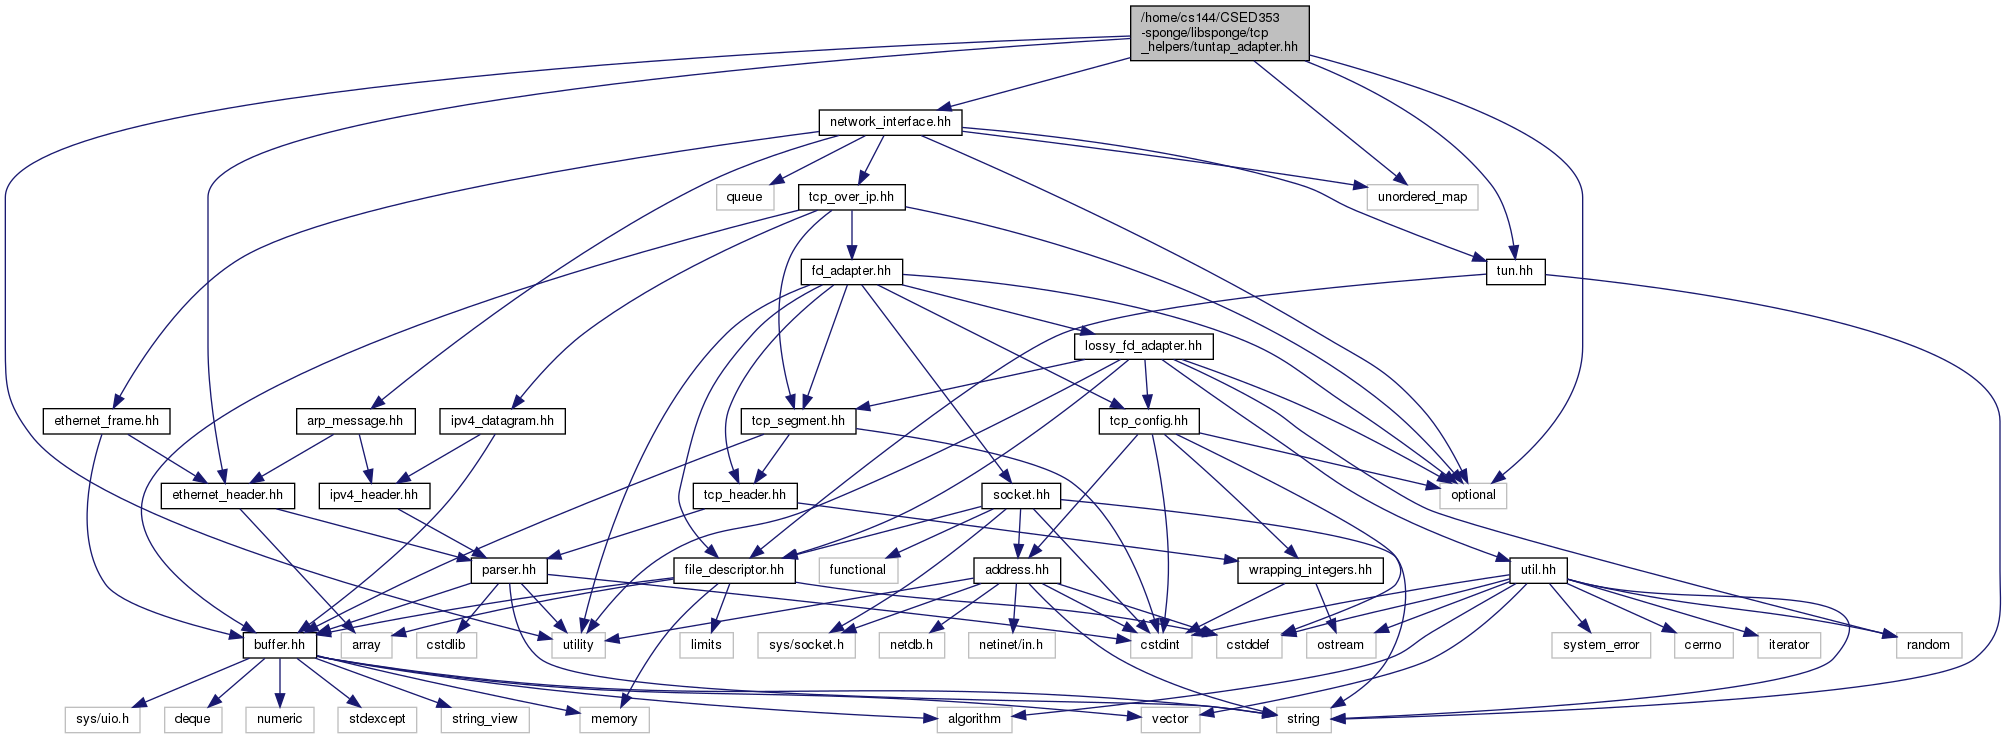 /home/cs144/CSED353
-sponge/libsponge/tcp
_helpers/tuntap_adapter.hh
network_interface.hh
queue
tcp_over_ip.hh
unordered_map
fd_adapter.hh
tun.hh
lossy_fd_adapter.hh
ethernet_frame.hh
arp_message.hh
ipv4_datagram.hh
tcp_segment.hh
tcp_config.hh
ethernet_header.hh
ipv4_header.hh
tcp_header.hh
socket.hh
optional
parser.hh
file_descriptor.hh
functional
address.hh
wrapping_integers.hh
util.hh
buffer.hh
array
cstdlib
utility
limits
sys/socket.h
netdb.h
netinet/in.h
cstdint
cstddef
ostream
system_error
cerrno
iterator
random
sys/uio.h
deque
numeric
stdexcept
string_view
memory
algorithm
vector
string